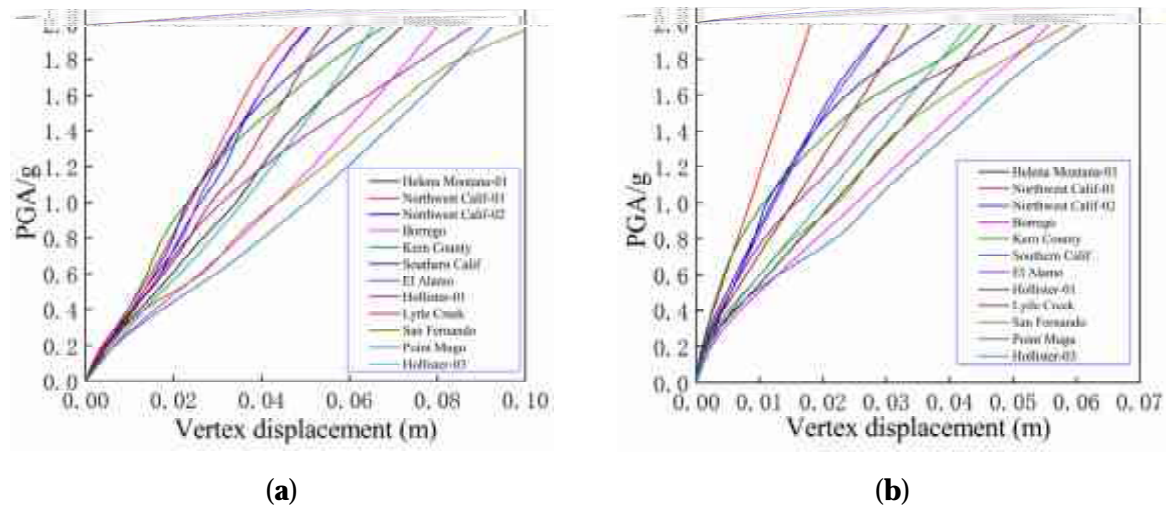 PGA/g
1.8
1.6
1.4
1.2
1.0
0.8
0.6
0.4
0.2
0.0
0.00 0.02 0.04 0.06 0.08 0.10
Vertex displacement (m)
Helena Montana-01
Northwest Calif-01
Northwest Calif-02
Borrego
Kern County
Southern Calif
El Alamo
Hollister-01
Lytle Creek
San Fernando
Point Mugu
Hollister-03
(a)
PGA/g
2.0
1.8
1.6
1.4
1.2
1.0
0.8
0.6
0.4
0.2
0.0
0.00 0.01 0.02 0.03 0.04 0.05 0.06 0.07
Vertex displacement (m)
Helena Montana-01
Northwest Calif-01
Northwest Calif-02
Borrego
Kern County
Southern Calif
El Alamo
Hollister-01
Lytle Creek
San Fernando
Point Mugu
Hollister-03
(b)